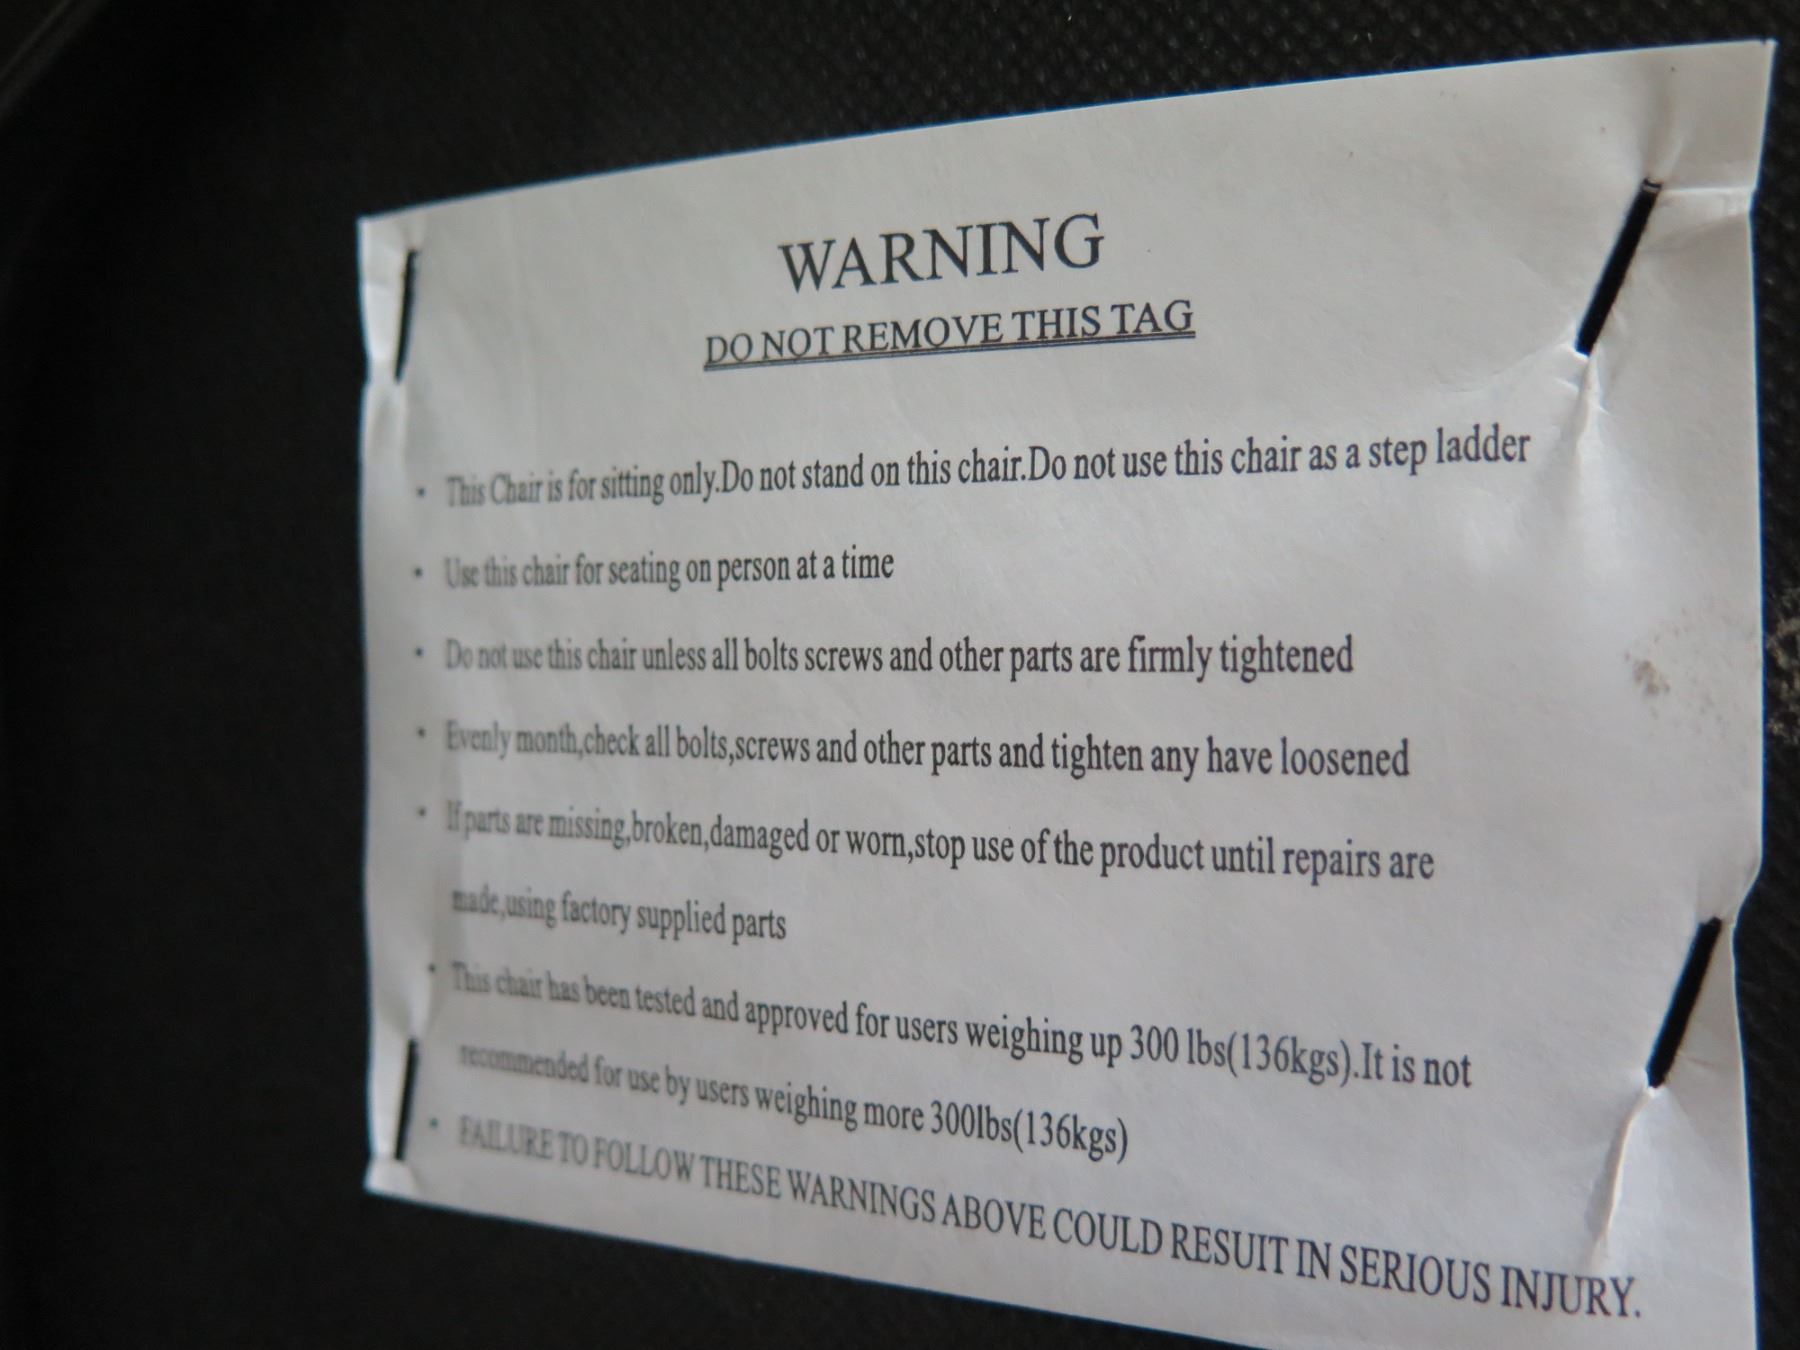 WARNING
DO NOT REMOVE THIS TAG
• This Chair is for sitting only.Do not stand on this chair.Do not use this chair as a step ladder
• Use this chair for seating on person at a time
• Do not use this chair unless all bolts screws and other parts are firmly tightened
• Evenly month,check all bolts,screws and other parts and tighten any have loosened
• If parts are missing,broken,damaged or worn,stop use of the product until repairs are
made,using factory supplied parts
• This chair has been tested and approved for users weighing up 300 lbs(136kgs).It is not
recommended for use by users weighing more 300lbs(136kgs)
• FAILURE TO FOLLOW THESE WARNINGS ABOVE COULD RESUIT IN SERIOUS INJURY.